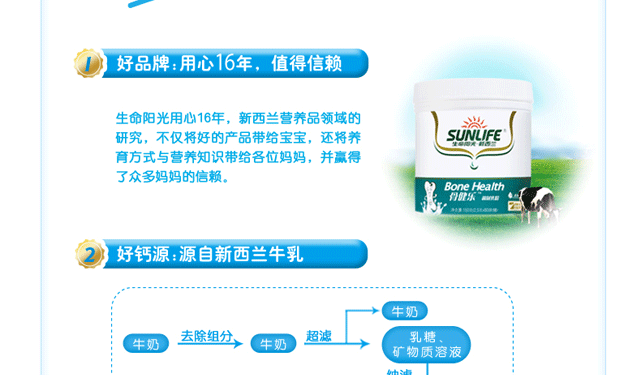 1 好品牌:用心16年，值得信赖
生命阳光用心16年，新西兰营养品领域的
研究，不仅将好的产品带给宝宝，还将养
育方式与营养知识带给各位妈妈，并赢得
了众多妈妈的信赖。
SUNLIFE
生命阳光·新西兰
Bone Health
骨健乐
2 好钙源:源自新西兰牛乳
牛奶
去除组分
牛奶
超滤
牛奶
乳糖、
矿物质溶液